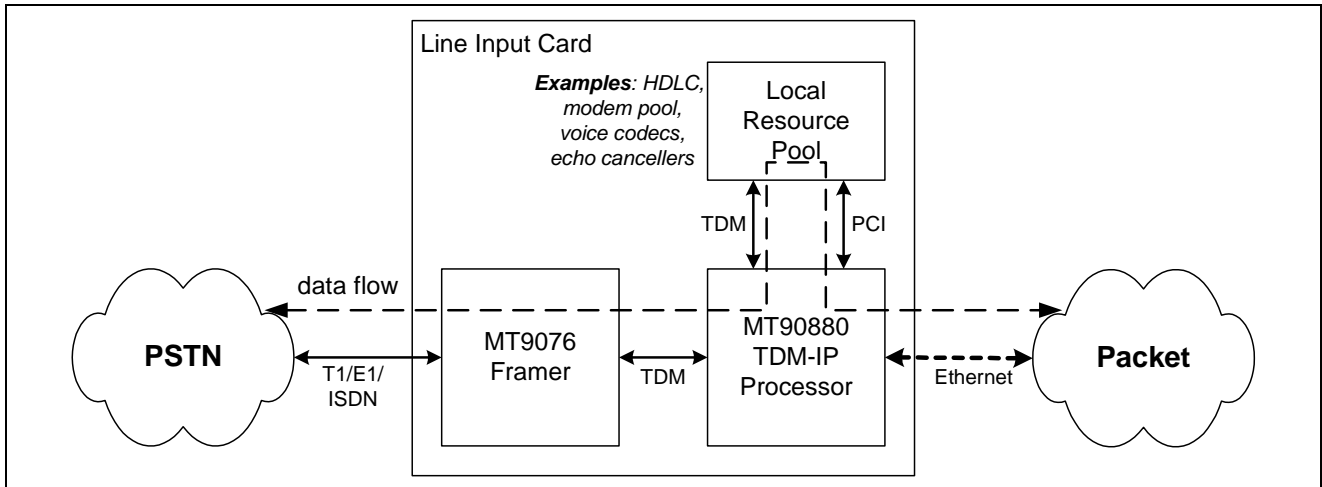 Line Input Card
Examples: HDLC,
modem pool,
voice codecs,
echo cancellers
Local
Resource
Pool
TDM
PCI
data flow
PSTN
T1/E1/
ISDN
MT9076
Framer
TDM
MT90880
TDM-IP
Processor
Ethernet
Packet